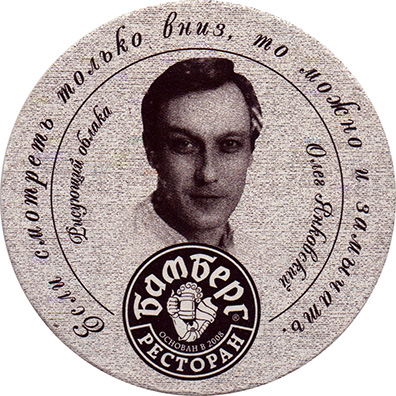 Если смотреть только вниз, то можно и замычать.
Рисующий облака
Олег Янковский
Бамберг
®
ОСНОВАН В 2008
РЕСТОРАН